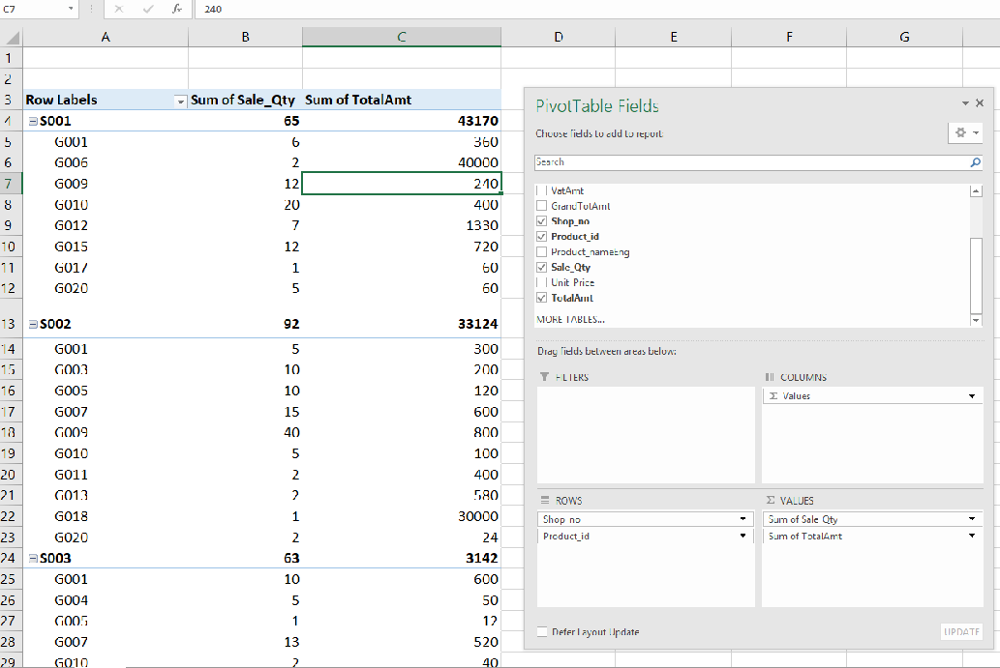 C7 fx 240
A B C D E F G
1
2
3 Row Labels Sum of Sale_Qty Sum of TotalAmt
4 S001 65 43170
5 G001 6 360
6 G006 2 40000
7 G009 12 240
8 G010 20 400
9 G012 7 1330
10 G015 12 720
11 G017 1 60
12 G020 5 60
13 S002 92 33124
14 G001 5 300
15 G003 10 200
16 G005 10 120
17 G007 15 600
18 G009 40 800
19 G010 5 100
20 G011 2 400
21 G013 2 580
22 G018 1 30000
23 G020 2 24
24 S003 63 3142
25 G001 10 600
26 G004 5 50
27 G005 1 12
28 G007 13 520
29 G010 2 40
PivotTable Fields
Choose fields to add to report:
Search
VatAmt
GrandTotAmt
Shop_no
Product_id
Product_nameEng
Sale_Qty
Unit_Price
TotalAmt
MORE TABLES...
Drag fields between areas below:
FILTERS
COLUMNS
Σ Values
ROWS
Shop_no
Product_id
Σ VALUES
Sum of Sale_Qty
Sum of TotalAmt
Defer Layout Update
UPDATE